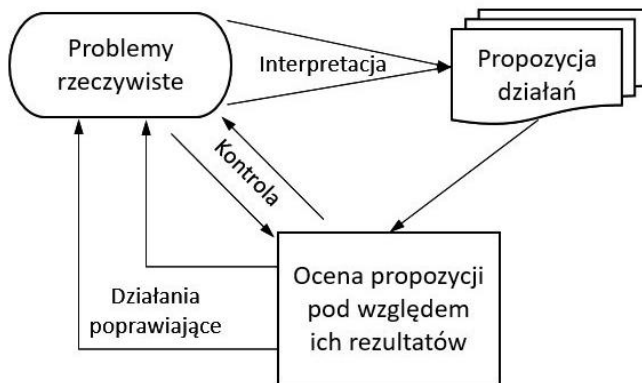 Problemy
rzeczywiste
Interpretacja
Propozycja
działań
Kontrola
Działania
poprawiające
Ocena propozycji
pod względem
ich rezultatów